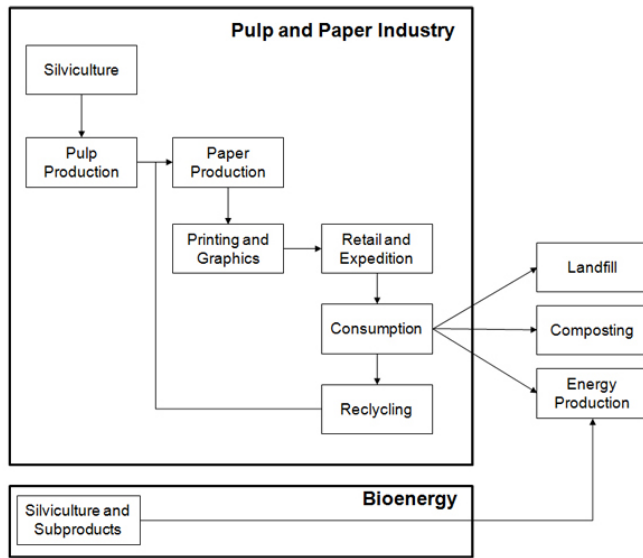 Pulp and Paper Industry
Silviculture
Pulp
Production
Paper
Production
Printing and
Graphics
Retail and
Expedition
Landfill
Consumption
Composting
Energy
Production
Reclycling
Bioenergy
Silviculture and
Subproducts